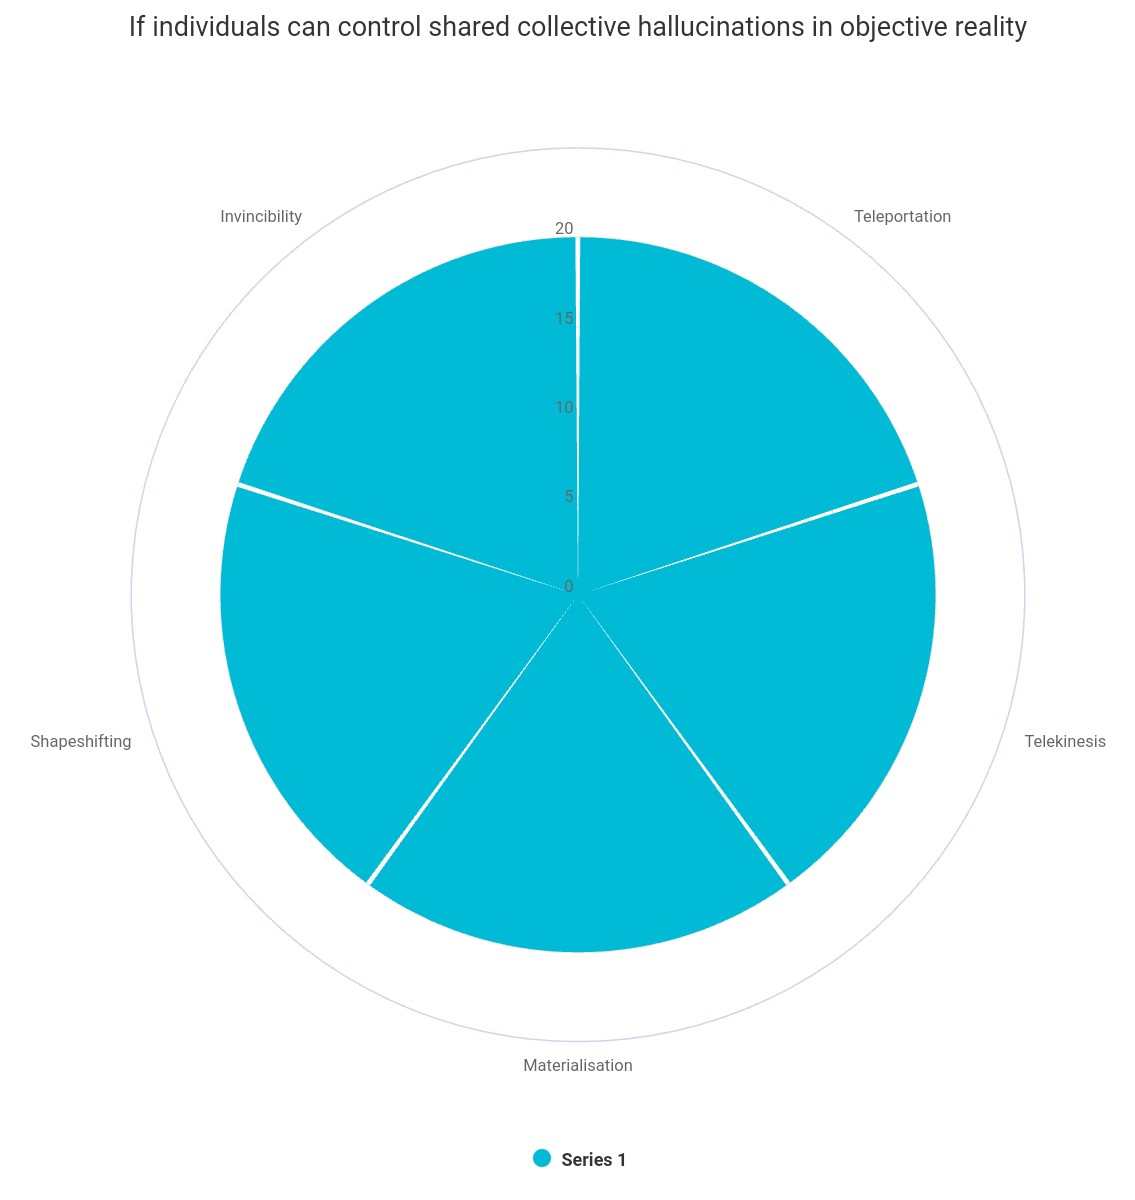 If individuals can control shared collective hallucinations in objective reality
Invincibility
Teleportation
20
15
10
5
0
Shapeshifting
Telekinesis
Materialisation
Series 1